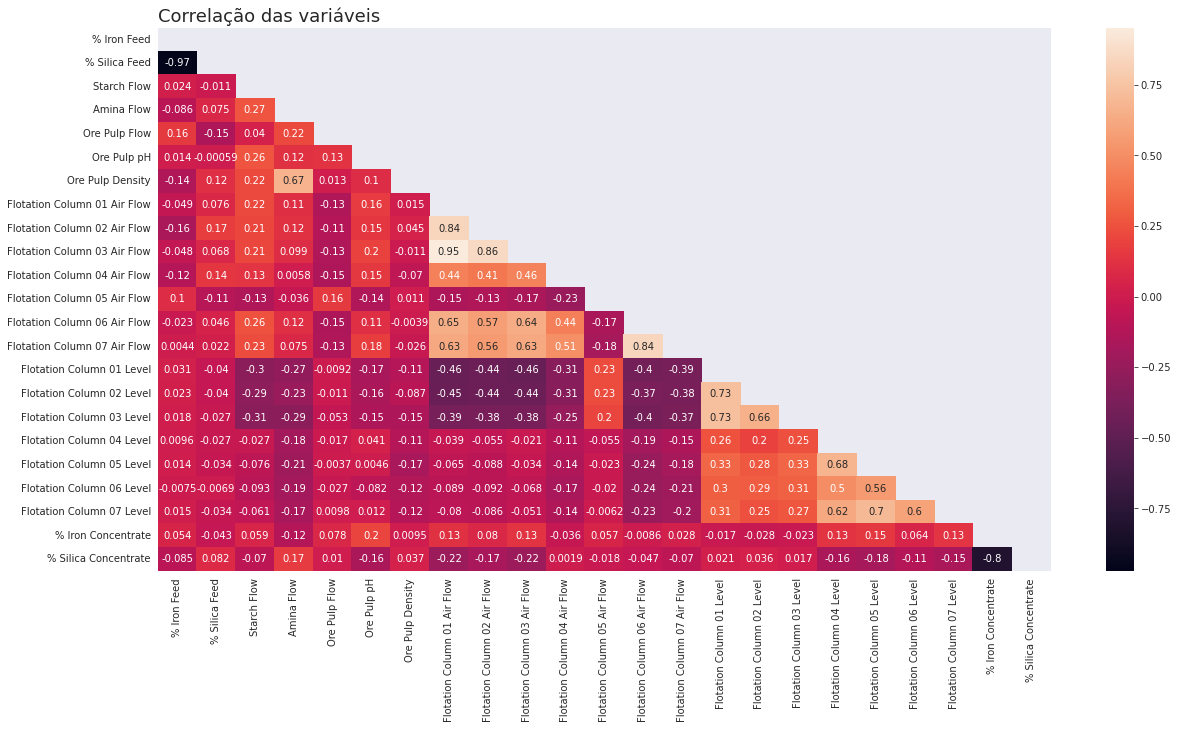 Correlação das variáveis
% Iron Feed
% Silica Feed -0.97
Starch Flow 0.024 -0.011
Amina Flow -0.086 0.075 0.27
Ore Pulp Flow 0.16 -0.15 0.04 0.22
Ore Pulp pH 0.014 -0.00059 0.26 0.12 0.13
Ore Pulp Density -0.14 0.12 0.22 0.67 0.013 0.1
Flotation Column 01 Air Flow -0.049 0.076 0.22 0.11 -0.13 0.16 0.015
Flotation Column 02 Air Flow -0.16 0.17 0.21 0.12 -0.11 0.15 0.045 0.84
Flotation Column 03 Air Flow -0.048 0.068 0.21 0.099 -0.13 0.2 -0.011 0.95 0.86
Flotation Column 04 Air Flow -0.12 0.14 0.13 0.0058 -0.15 0.15 -0.07 0.44 0.41 0.46
Flotation Column 05 Air Flow 0.1 -0.11 -0.13 -0.036 0.16 -0.14 0.011 -0.15 -0.13 -0.17 -0.23
Flotation Column 06 Air Flow -0.023 0.046 0.26 0.12 -0.15 0.11 -0.0039 0.65 0.57 0.64 0.44 -0.17
Flotation Column 07 Air Flow 0.0044 0.022 0.23 0.075 -0.13 0.18 -0.026 0.63 0.56 0.63 0.51 -0.18 0.84
Flotation Column 01 Level 0.031 -0.04 -0.3 -0.27 -0.0092 -0.17 -0.11 -0.46 -0.44 -0.46 -0.31 0.23 -0.4 -0.39
Flotation Column 02 Level 0.023 -0.04 -0.29 -0.23 -0.011 -0.16 -0.087 -0.45 -0.44 -0.44 -0.31 0.23 -0.37 -0.38 0.73
Flotation Column 03 Level 0.018 -0.027 -0.31 -0.29 -0.053 -0.15 -0.15 -0.39 -0.38 -0.38 -0.25 0.2 -0.4 -0.37 0.73 0.66
Flotation Column 04 Level 0.0096 -0.027 -0.027 -0.18 -0.017 0.041 -0.11 -0.039 -0.055 -0.021 -0.11 -0.055 -0.19 -0.15 0.26 0.2 0.25
Flotation Column 05 Level 0.014 -0.034 -0.076 -0.21 -0.0037 0.0046 -0.17 -0.065 -0.088 -0.034 -0.14 -0.023 -0.24 -0.18 0.33 0.28 0.33 0.68
Flotation Column 06 Level -0.0075 -0.0069 -0.093 -0.19 -0.027 -0.082 -0.12 -0.089 -0.092 -0.068 -0.17 -0.02 -0.24 -0.21 0.3 0.29 0.31 0.5 0.56
Flotation Column 07 Level 0.015 -0.034 -0.061 -0.17 0.0098 0.012 -0.12 -0.08 -0.086 -0.051 -0.14 -0.0062 -0.23 -0.2 0.31 0.25 0.27 0.62 0.7 0.6
% Iron Concentrate 0.054 -0.043 0.059 -0.12 0.078 0.2 0.0095 0.13 0.08 0.13 -0.036 0.057 -0.0086 0.028 -0.017 -0.028 -0.023 0.13 0.15 0.064 0.13
% Silica Concentrate -0.085 0.082 -0.07 0.17 0.01 -0.16 0.037 -0.22 -0.17 -0.22 0.0019 -0.018 -0.047 -0.07 0.021 0.036 0.017 -0.16 -0.18 -0.11 -0.15 -0.8
% Iron Feed
% Silica Feed
Starch Flow
Amina Flow
Ore Pulp Flow
Ore Pulp pH
Ore Pulp Density
Flotation Column 01 Air Flow
Flotation Column 02 Air Flow
Flotation Column 03 Air Flow
Flotation Column 04 Air Flow
Flotation Column 05 Air Flow
Flotation Column 06 Air Flow
Flotation Column 07 Air Flow
Flotation Column 01 Level
Flotation Column 02 Level
Flotation Column 03 Level
Flotation Column 04 Level
Flotation Column 05 Level
Flotation Column 06 Level
Flotation Column 07 Level
% Iron Concentrate
% Silica Concentrate
0.75
0.50
0.25
0.00
-0.25
-0.50
-0.75